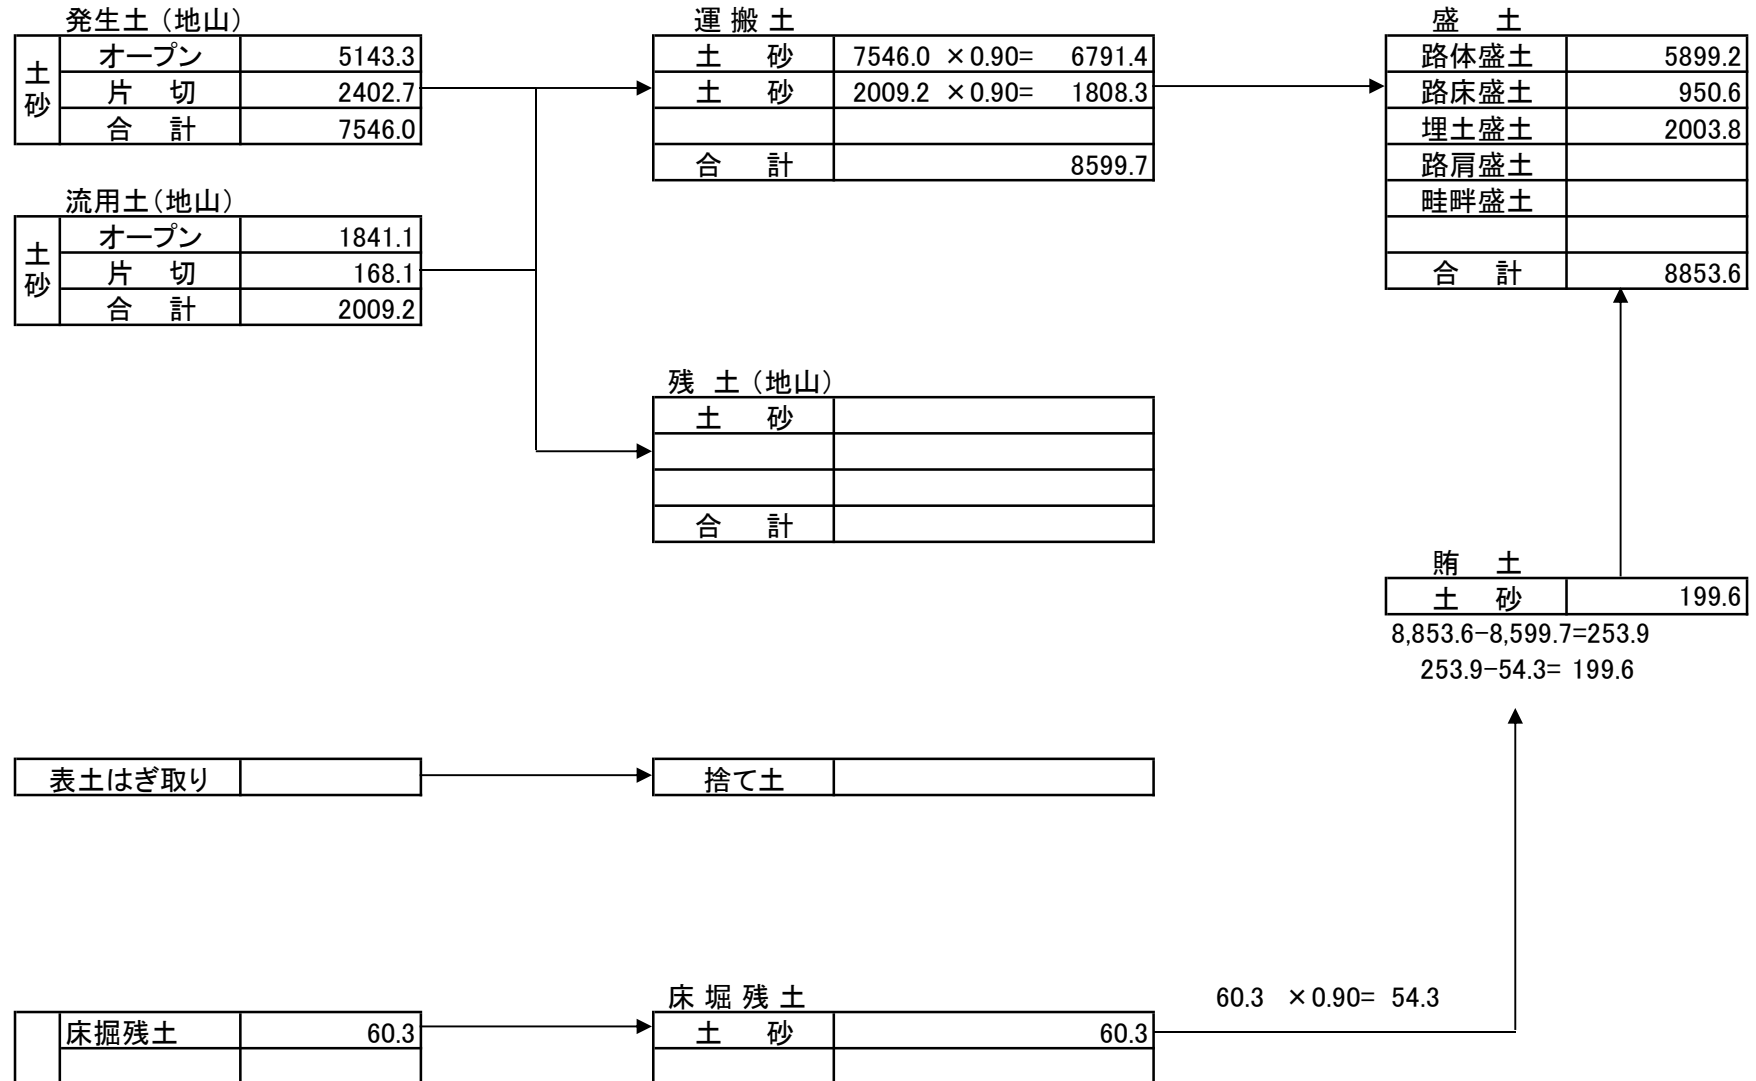 発生土（地山）
土砂
オープン 5143.3
片　切 2402.7
合　計 7546.0
流用土（地山）
土砂
オープン 1841.1
片　切 168.1
合　計 2009.2
運 搬 土
土　砂 7546.0 ×0.90= 6791.4
土　砂 2009.2 ×0.90= 1808.3
合　計 8599.7
残 土（地山）
土　砂
合　計
盛　土
路体盛土 5899.2
路床盛土 950.6
埋土盛土 2003.8
路肩盛土
畦畔盛土
合　計 8853.6
賄　土
土　砂 199.6
8,853.6-8,599.7=253.9
253.9-54.3= 199.6
表土はぎ取り
捨て土
床掘残土 60.3
床 堀 残 土
土　砂 60.3
60.3 ×0.90= 54.3